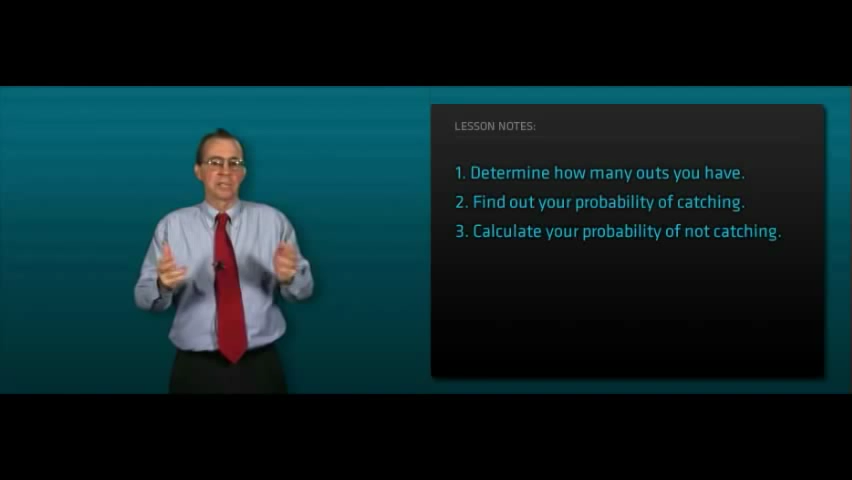 LESSON NOTES:
1. Determine how many outs you have.
2. Find out your probability of catching.
3. Calculate your probability of not catching.